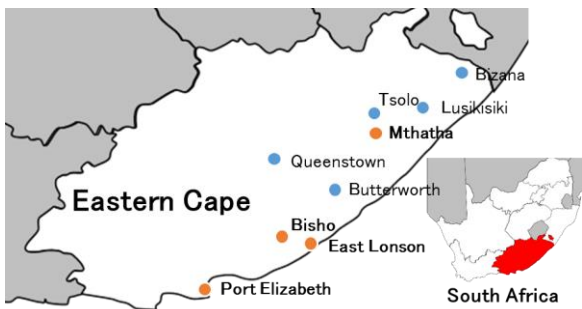 Bizana
Tsolo
Lusikisiki
Mthatha
Queenstown
Butterworth
Eastern Cape
Bisho
East Lonson
Port Elizabeth
South Africa